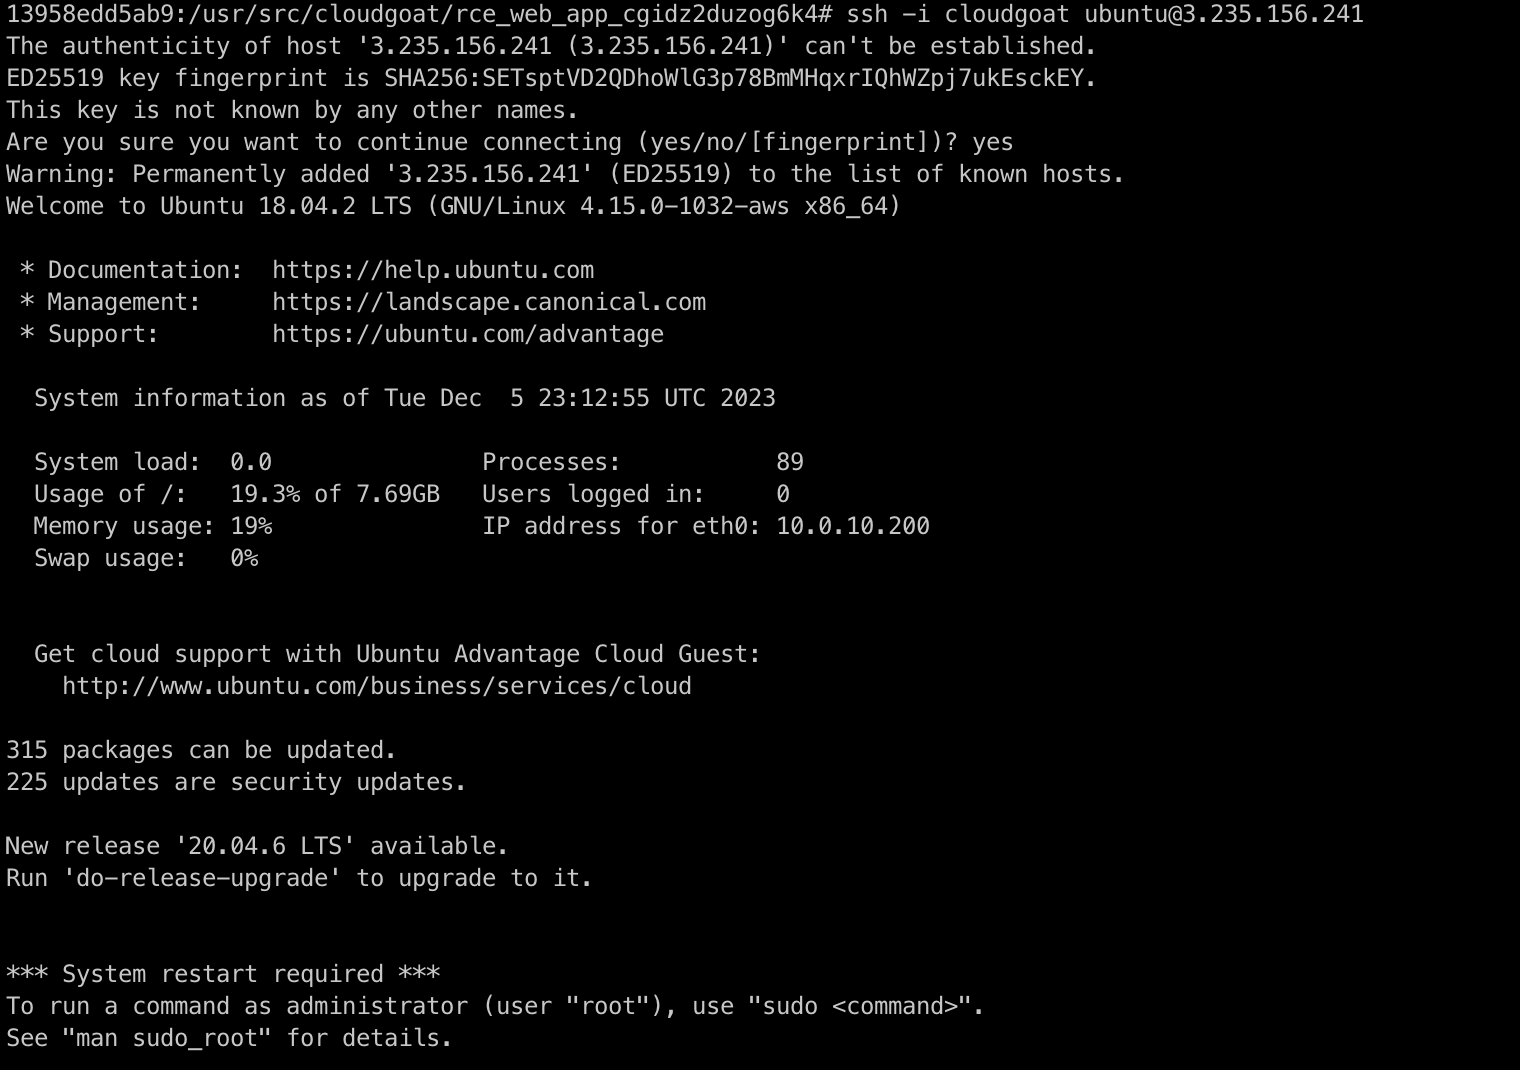 13958edd5ab9:/usr/src/cloudgoat/rce_web_app_cgidz2duzog6k4# ssh -i cloudgoat ubuntu@3.235.156.241
The authenticity of host '3.235.156.241 (3.235.156.241)' can't be established.
ED25519 key fingerprint is SHA256:SETsptVD2QDhoWlG3p78BmMHqxrIQhWZpj7ukEsckEY.
This key is not known by any other names.
Are you sure you want to continue connecting (yes/no/[fingerprint])? yes
Warning: Permanently added '3.235.156.241' (ED25519) to the list of known hosts.
Welcome to Ubuntu 18.04.2 LTS (GNU/Linux 4.15.0-1032-aws x86_64)
* Documentation:  https://help.ubuntu.com
* Management:     https://landscape.canonical.com
* Support:        https://ubuntu.com/advantage
System information as of Tue Dec  5 23:12:55 UTC 2023
System load:  0.0               Processes:           89
Usage of /:   19.3% of 7.69GB   Users logged in:     0
Memory usage: 19%               IP address for eth0: 10.0.10.200
Swap usage:   0%
Get cloud support with Ubuntu Advantage Cloud Guest:
http://www.ubuntu.com/business/services/cloud
315 packages can be updated.
225 updates are security updates.
New release '20.04.6 LTS' available.
Run 'do-release-upgrade' to upgrade to it.
*** System restart required ***
To run a command as administrator (user "root"), use "sudo <command>".
See "man sudo_root" for details.